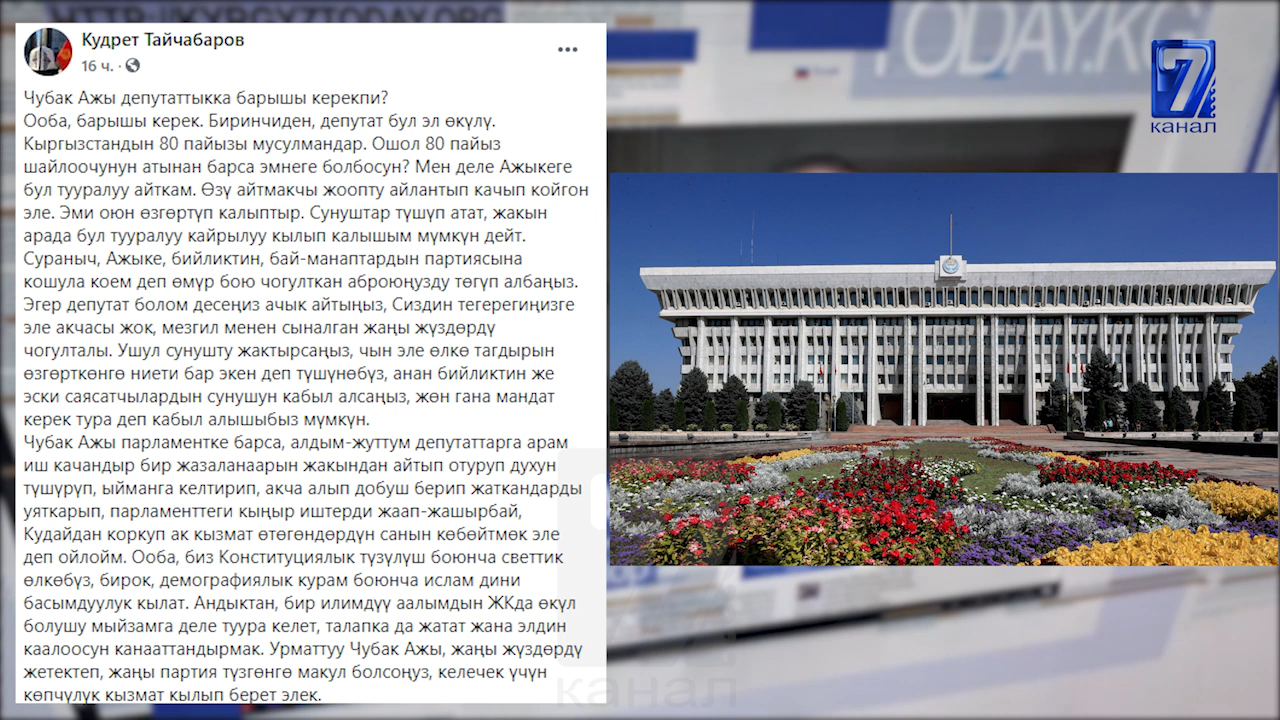 HTTP://KYRGYZTODAY.ORG
TODAY.KG
7
канал
Кудрет Тайчабаров
16 ч. ·
Чубак Ажы депутаттыкка барышы керекпи?
Ооба, барышы керек. Биринчиден, депутат бул эл өкүлү.
Кыргызстандын 80 пайызы мусулмандар. Ошол 80 пайыз
шайлоочунун атынан барса эмнеге болбосун? Мен деле Ажыкеге
бул тууралуу айткам. Өзү айтмакчы жоопту айлантып качып койгон
эле. Эми оюн өзгөртүп калыптыр. Сунуштар түшүп атат, жакын
арада бул тууралуу кайрылуу кылып калышым мүмкүн дейт.
Сураныч, Ажыке, бийликтин, бай-манаптардын партиясына
кошула коем деп өмүр бою чогулткан аброюңузду төгүп албаңыз.
Эгер депутат болом десеңиз ачык айтыңыз, Сиздин тегерегиңизге
эле акчасы жок, мезгил менен сыналган жаңы жүздөрдү
чогулталы. Ушул сунушту жактырсаңыз, чын эле өлкө тагдырын
өзгөрткөнгө ниети бар экен деп түшүнөбүз, анан бийликтин же
эски саясатчылардын сунушун кабыл алсаңыз, жөн гана мандат
керек тура деп кабыл алышыбыз мүмкүн.
Чубак Ажы парламентке барса, алдым-жуттум депутаттарга арам
иш качандыр бир жазаланаарын жакындан айтып отуруп духун
түшүрүп, ыйманга келтирип, акча алып добуш берип жаткандарды
уяткарып, парламенттеги кыңыр иштерди жаап-жашырбай,
Кудайдан коркуп ак кызмат өтөгөндөрдүн санын көбөйтмөк эле
деп ойлойм. Ооба, биз Конституциялык түзүлүш боюнча светтик
өлкөбүз, бирок, демографиялык курам боюнча ислам дини
басымдуулук кылат. Андыктан, бир илимдүү аалымдын ЖКда өкүл
болушу мыйзамга деле туура келет, талапка да жатат жана элдин
каалоосун канааттандырмак. Урматтуу Чубак Ажы, жаңы жүздөрдү
жетектеп, жаңы партия түзгөнгө макул болсоңуз, келечек үчүн
көпчүлүк кызмат кылып берет элек.
канал